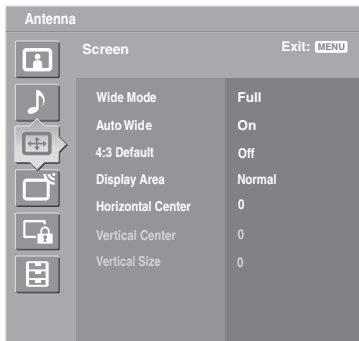 Antenna
Screen Exit: MENU
Wide Mode Full
Auto Wide On
4:3 Default Off
Display Area Normal
Horizontal Center 0
Vertical Center 0
Vertical Size 0